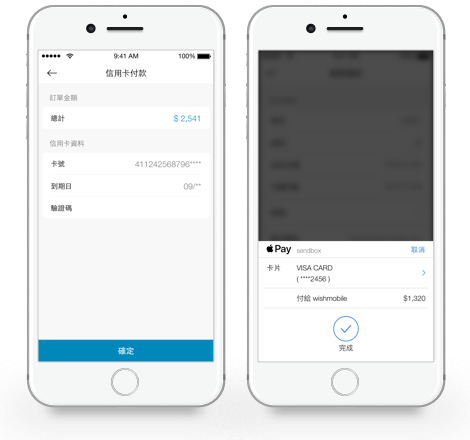 9:41 AM
100%
信用卡付款
訂單金額
總計 $ 2,541
信用卡資料
卡號 411242568796****
到期日 09/**
驗證碼
確定
Pay sandbox 取消
卡片 VISA CARD
( ****2456 )
付給 wishmobile $1,320
完成